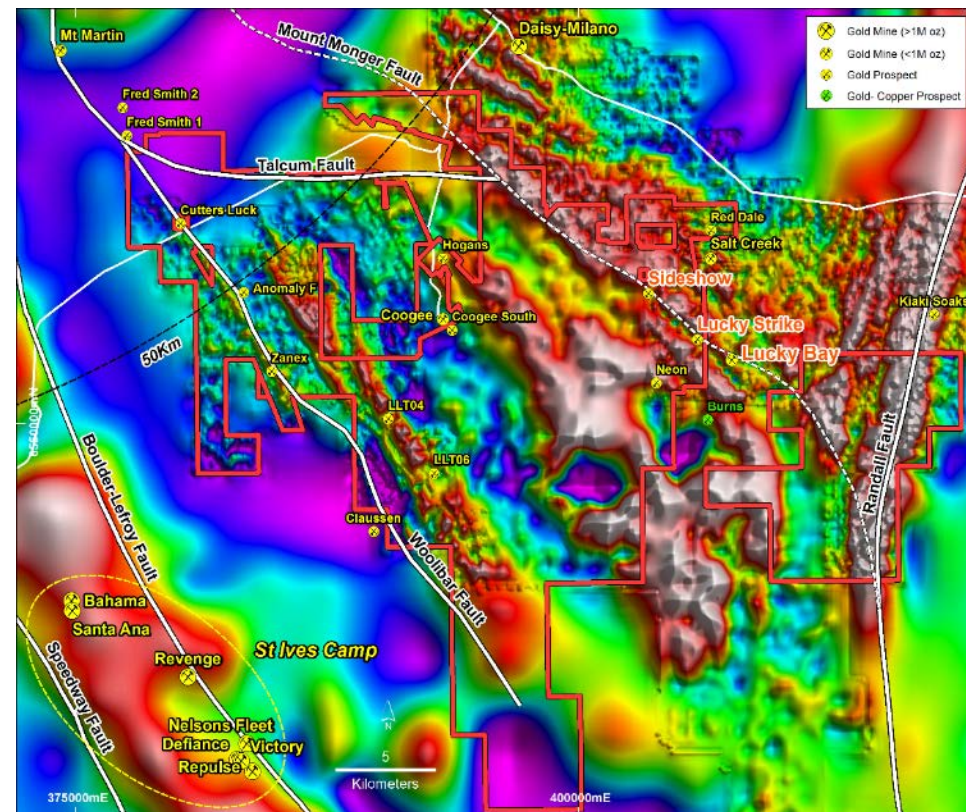 Mt Martin
Mount Monger Fault
Daisy-Milano
Gold Mine (>1M oz)
Gold Mine (<1M oz)
Gold Prospect
Gold- Copper Prospect
Fred Smith 2
Fred Smith 1
Talcum Fault
Cutters Luck
Red Dale
Salt Creek
Hogans
Sideshow
Anomaly F
Kiaki Soaks
Coogee
Coogee South
Lucky Strike
Lucky Bay
50Km
Zanex
Neon
Burns
LLT04
6550000mN
LLT06
Boulder-Lefroy Fault
Randall Fault
Claussen
Woolibar Fault
Bahama
Santa Ana
St Ives Camp
Revenge
Speedway Fault
Nelsons Fleet
Defiance
Victory
Repulse
N
5
Kilometers
375000mE
400000mE